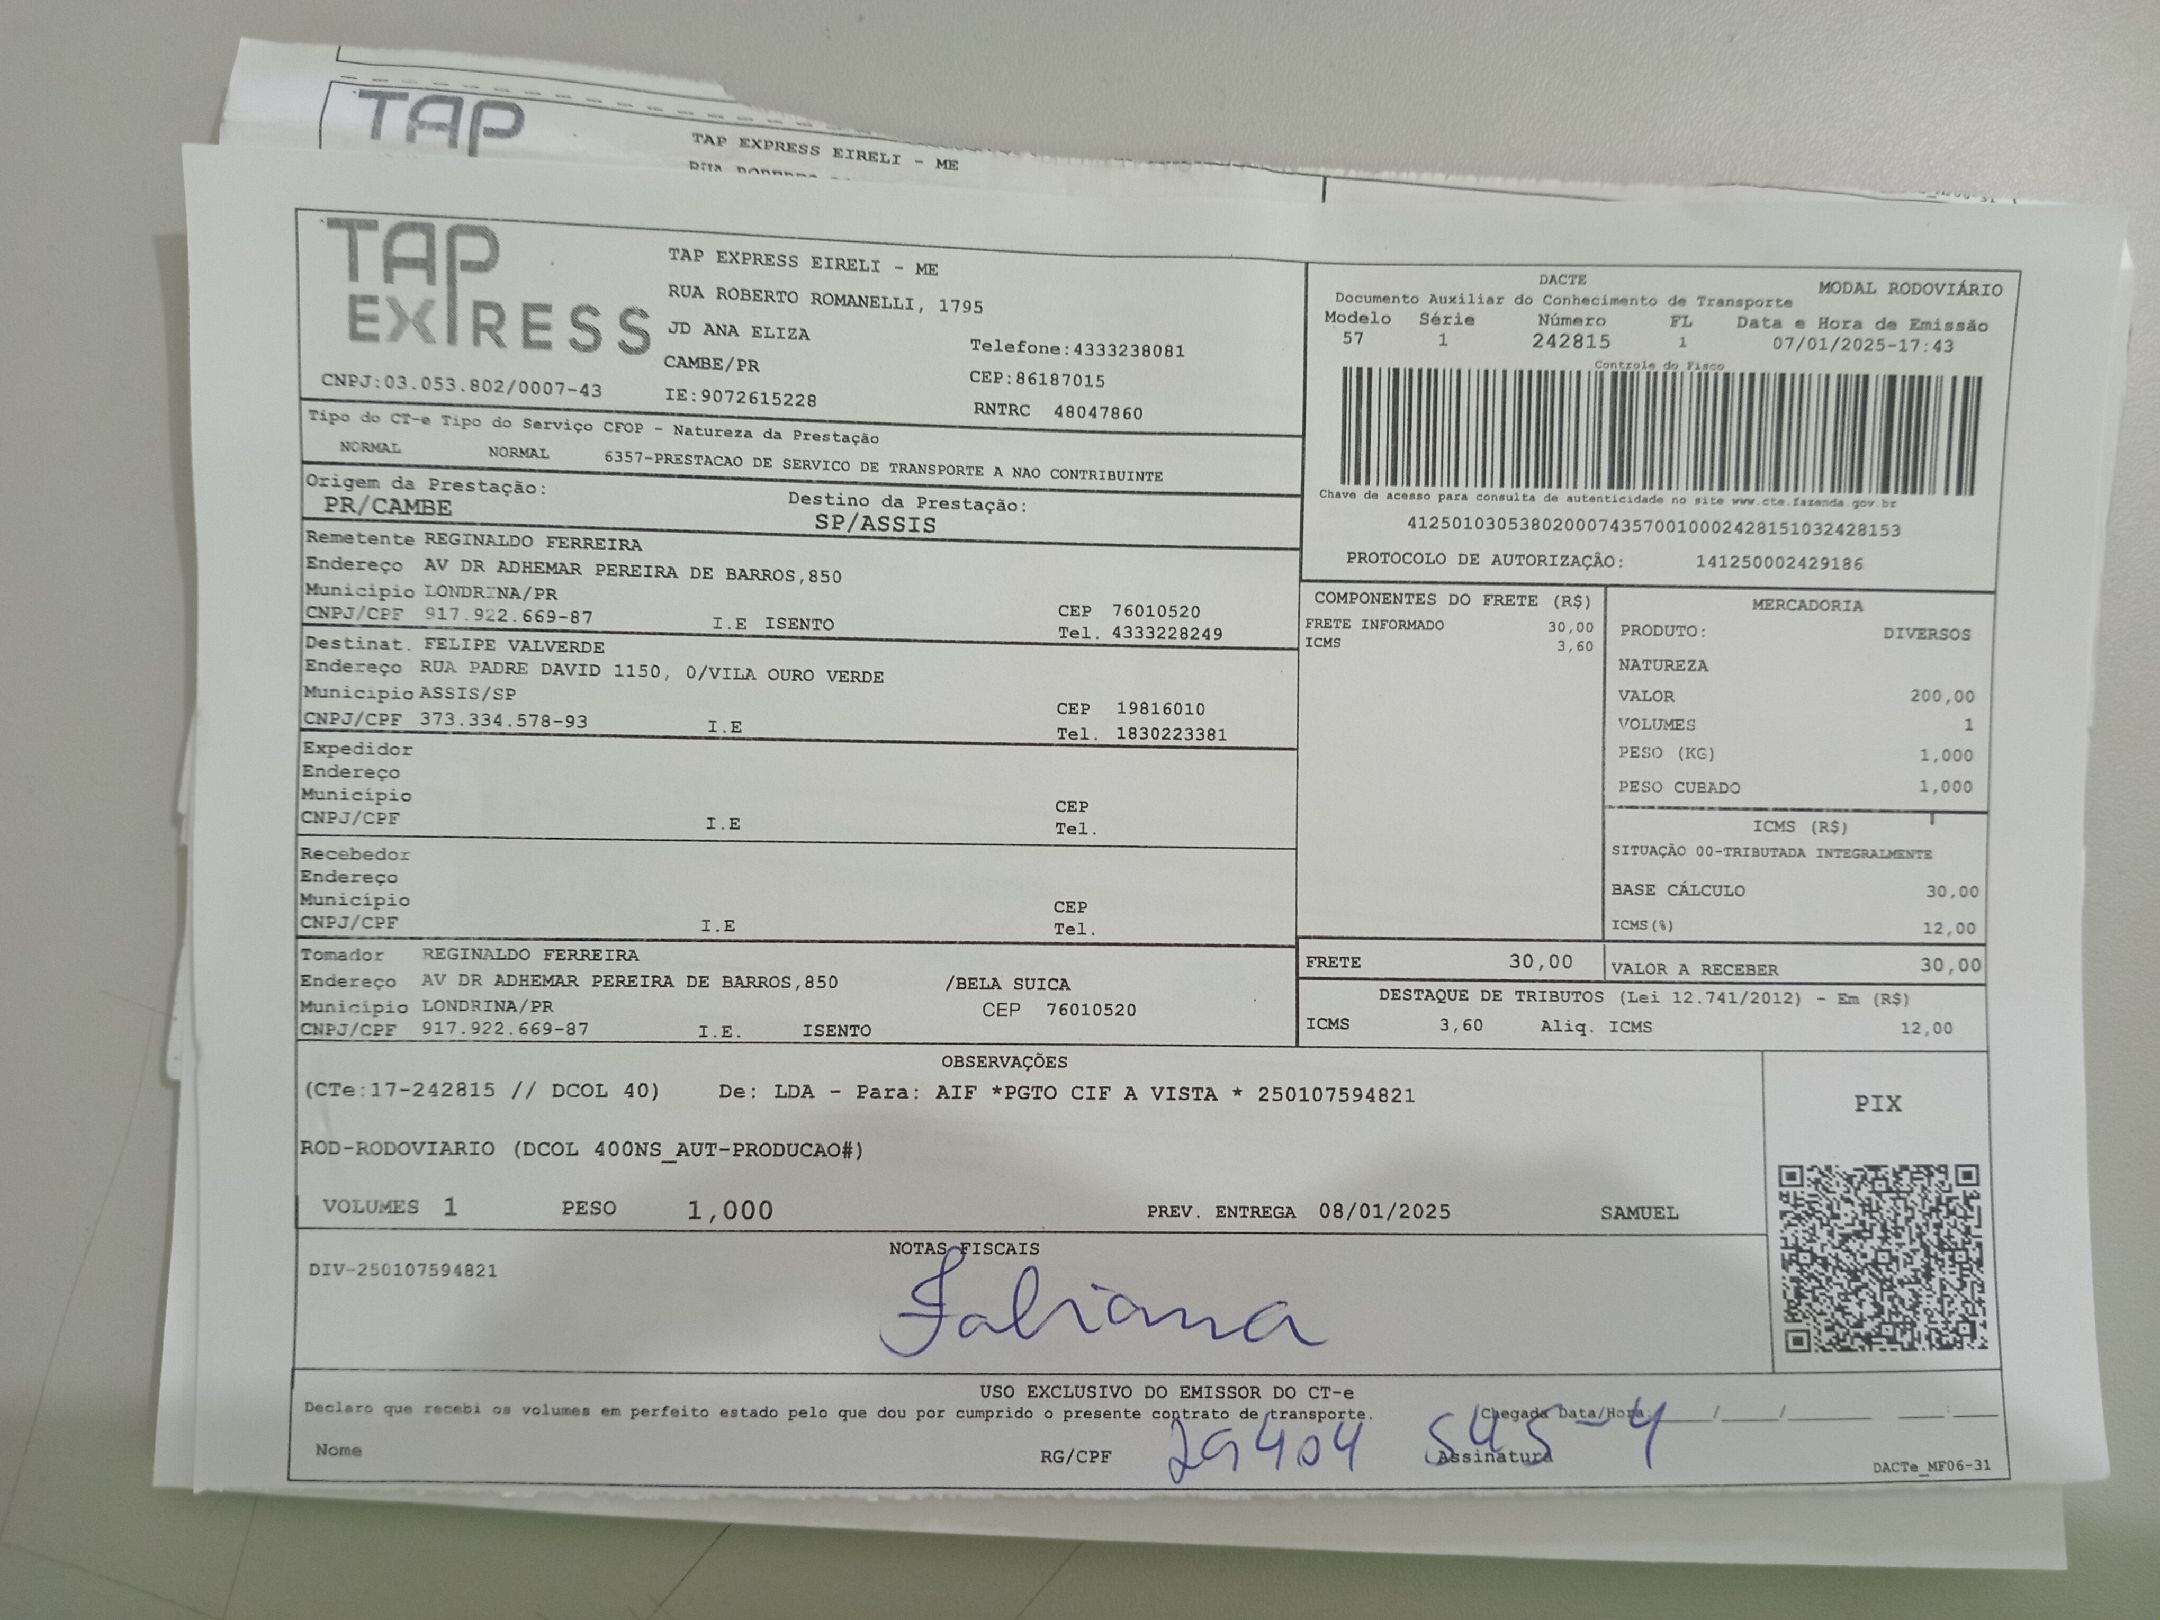 TAP
TAP EXPRESS EIRELI - ME
TAP
EXPRESS
CNPJ:03.053.802/0007-43
TAP EXPRESS EIRELI - ME
RUA ROBERTO ROMANELLI, 1795
JD ANA ELIZA
CAMBE/PR
IE:9072615228
Telefone:4333238081
CEP:86187015
RNTRC 48047860
DACTE
MODAL RODOVIÁRIO
Documento Auxiliar do Conhecimento de Transporte
Modelo Série Número FL Data e Hora de Emissão
57 1 242815 1 07/01/2025-17:43
Controle do Fisco
Chave de acesso para consulta de autenticidade no site www.cte.fazenda.gov.br
41250103053802000743570010002428151032428153
PROTOCOLO DE AUTORIZAÇÃO: 141250002429186
Tipo do CT-e Tipo do Serviço CFOP - Natureza da Prestação
NORMAL NORMAL 6357-PRESTACAO DE SERVICO DE TRANSPORTE A NAO CONTRIBUINTE
Origem da Prestação: Destino da Prestação:
PR/CAMBE SP/ASSIS
Remetente REGINALDO FERREIRA
Endereço AV DR ADHEMAR PEREIRA DE BARROS,850
Municipio LONDRINA/PR CEP 76010520
CNPJ/CPF 917.922.669-87 I.E ISENTO Tel. 4333228249
Destinat. FELIPE VALVERDE
Endereço RUA PADRE DAVID 1150, 0/VILA OURO VERDE
Municipio ASSIS/SP CEP 19816010
CNPJ/CPF 373.334.578-93 I.E Tel. 1830223381
Expedidor
Endereço
Município CEP
CNPJ/CPF I.E Tel.
Recebedor
Endereço
Município CEP
CNPJ/CPF I.E Tel.
Tomador REGINALDO FERREIRA
Endereço AV DR ADHEMAR PEREIRA DE BARROS,850 /BELA SUICA
Municipio LONDRINA/PR CEP 76010520
CNPJ/CPF 917.922.669-87 I.E. ISENTO
COMPONENTES DO FRETE (R$)
FRETE INFORMADO 30,00
ICMS 3,60
MERCADORIA
PRODUTO: DIVERSOS
NATUREZA
VALOR 200,00
VOLUMES 1
PESO (KG) 1,000
PESO CUBADO 1,000
ICMS (R$)
SITUAÇÃO 00-TRIBUTADA INTEGRALMENTE
BASE CÁLCULO 30,00
ICMS(%) 12,00
FRETE 30,00 VALOR A RECEBER 30,00
DESTAQUE DE TRIBUTOS (Lei 12.741/2012) - Em (R$)
ICMS 3,60 Aliq. ICMS 12,00
OBSERVAÇÕES
(CTe:17-242815 // DCOL 40) De: LDA - Para: AIF *PGTO CIF A VISTA * 250107594821
ROD-RODOVIARIO (DCOL 400NS_AUT-PRODUCAO#)
VOLUMES 1 PESO 1,000 PREV. ENTREGA 08/01/2025 SAMUEL
PIX
NOTAS FISCAIS
DIV-250107594821
Fabiana
USO EXCLUSIVO DO EMISSOR DO CT-e
Declaro que recebi os volumes em perfeito estado pelo que dou por cumprido o presente contrato de transporte. Chegada Data/Hora: ___/___/_____ ___:___
Nome RG/CPF 29404 545-4 Assinatura
DACTe_MF06-31